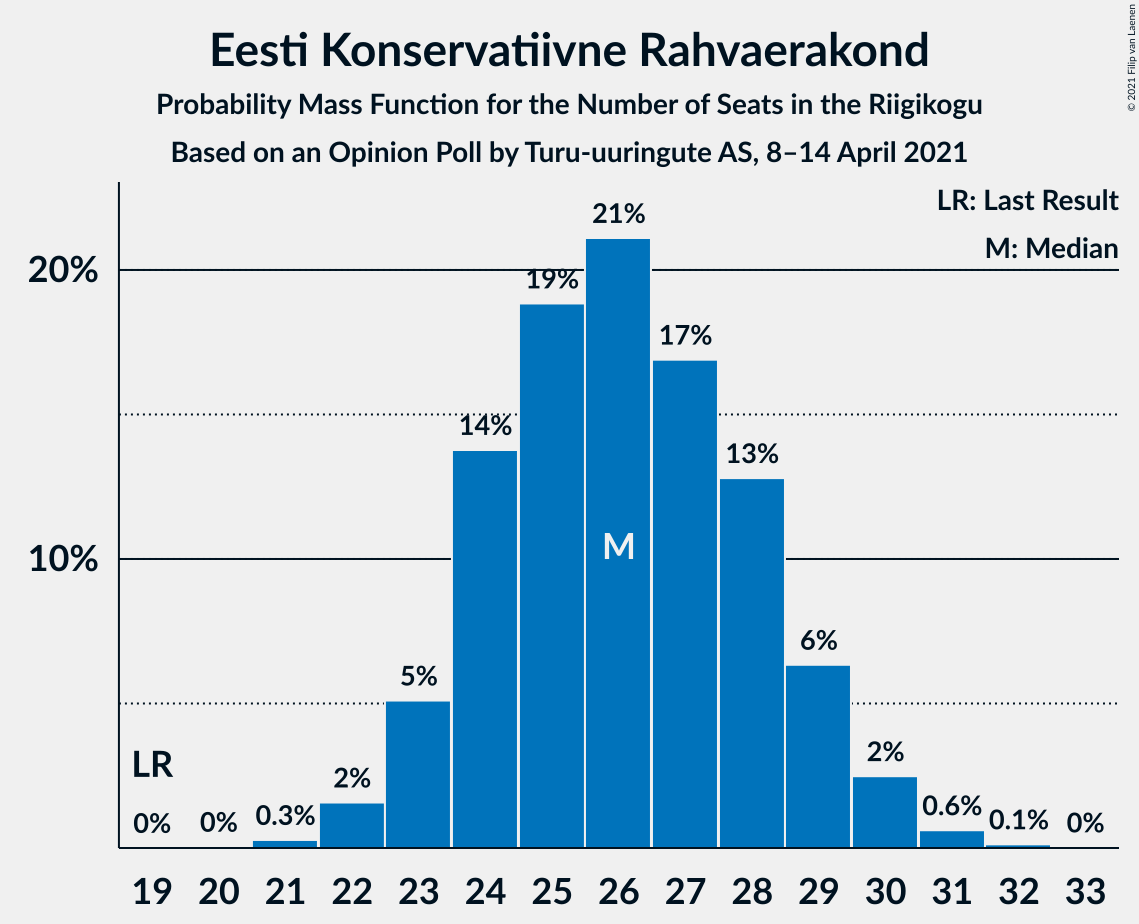 Eesti Konservatiivne Rahvaerakond
Probability Mass Function for the Number of Seats in the Riigikogu
Based on an Opinion Poll by Turu-uuringute AS, 8–14 April 2021
© 2021 Filip van Laenen
LR: Last Result
M: Median
20%
10%
LR
M
0%
0%
0.3%
2%
5%
14%
19%
21%
17%
13%
6%
2%
0.6%
0.1%
0%
19 20 21 22 23 24 25 26 27 28 29 30 31 32 33